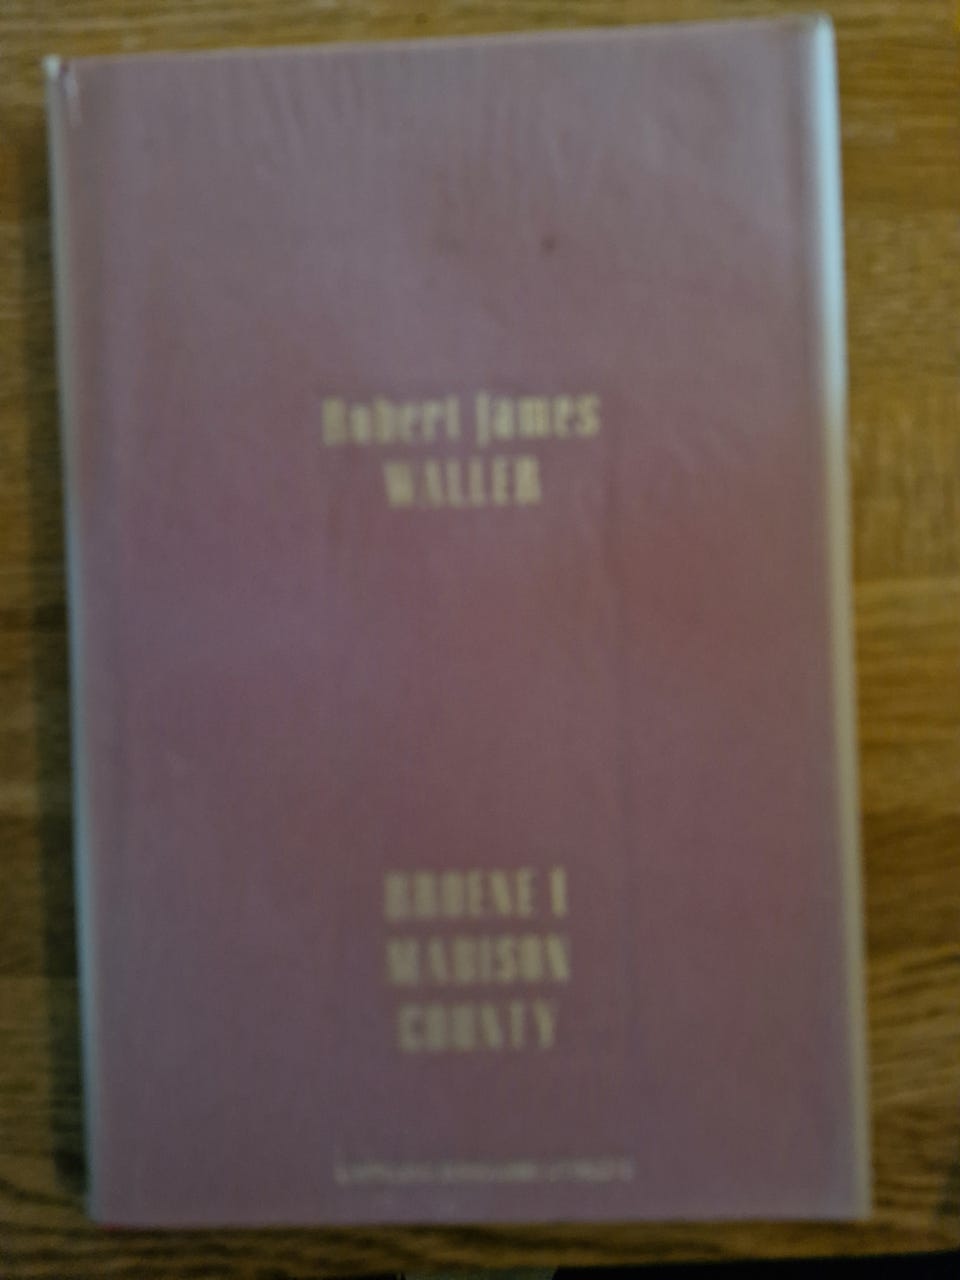 Robert James
WALLER
BROENE I
MADISON
COUNTY